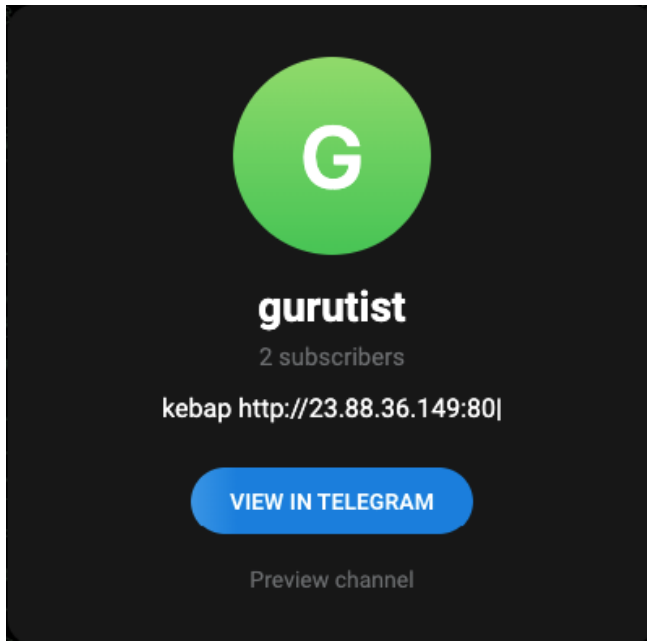 G
gurutist
2 subscribers
kebap http://23.88.36.149:80|
VIEW IN TELEGRAM
Preview channel